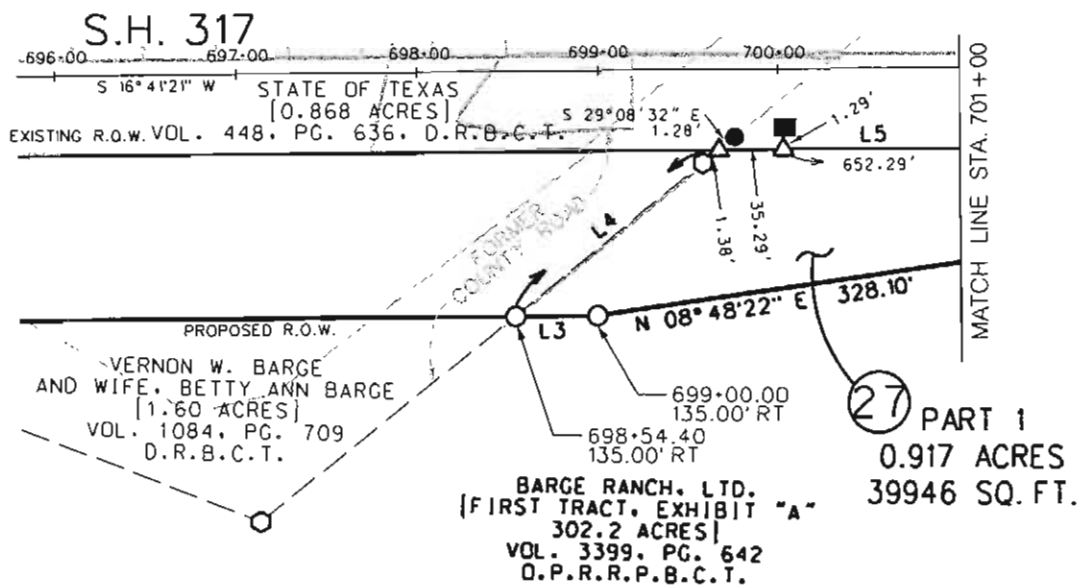 S.H. 317
696+00 697+00 698+00 699+00 700+00
S 16°41'21" W
STATE OF TEXAS
[0.868 ACRES]
EXISTING R.O.W. VOL. 448, PG. 636, D.R.B.C.T.
S 29°08'32" E
1.28'
1.29'
L5
652.29'
MATCH LINE STA. 701+00
FORMER
COUNTY ROAD
L4
1.38'
35.29'
PROPOSED R.O.W.
L3
N 08°48'22" E 328.10'
VERNON W. BARGE
AND WIFE, BETTY ANN BARGE
[1.60 ACRES]
VOL. 1084, PG. 709
D.R.B.C.T.
699+00.00
135.00' RT
698+54.40
135.00' RT
27 PART 1
0.917 ACRES
39946 SQ. FT.
BARGE RANCH, LTD.
[FIRST TRACT, EXHIBIT "A"
302.2 ACRES]
VOL. 3399, PG. 642
O.P.R.R.P.B.C.T.